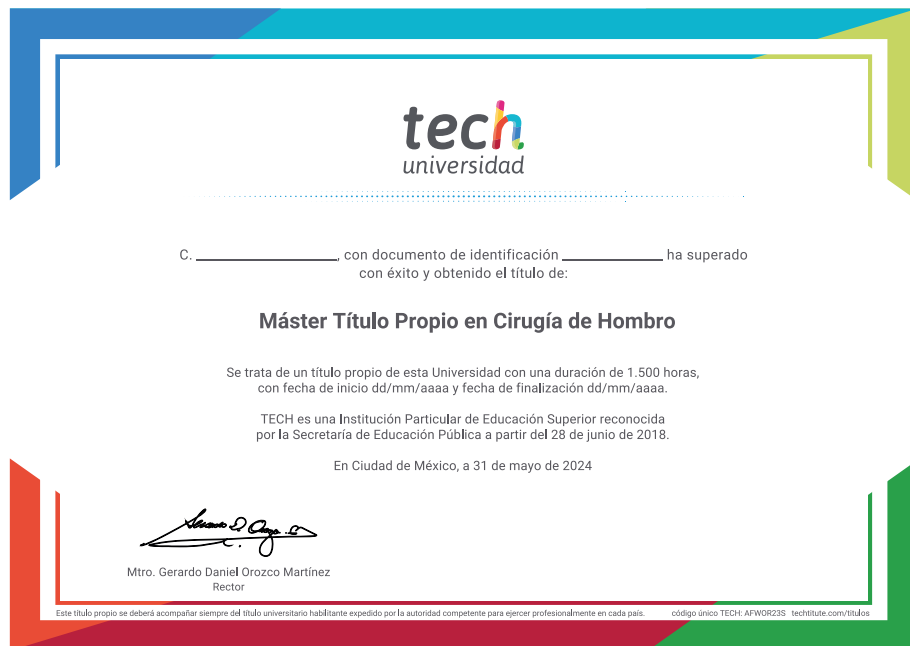 tech
universidad
C. ________________, con documento de identificación ____________ ha superado
con éxito y obtenido el título de:
Máster Título Propio en Cirugía de Hombro
Se trata de un título propio de esta Universidad con una duración de 1.500 horas,
con fecha de inicio dd/mm/aaaa y fecha de finalización dd/mm/aaaa.
TECH es una Institución Particular de Educación Superior reconocida
por la Secretaría de Educación Pública a partir del 28 de junio de 2018.
En Ciudad de México, a 31 de mayo de 2024
Mtro. Gerardo Daniel Orozco Martínez
Rector
Este título propio se deberá acompañar siempre del título universitario habilitante expedido por la autoridad competente para ejercer profesionalmente en cada país. código único TECH: AFWOR23S techtitute.com/titulos